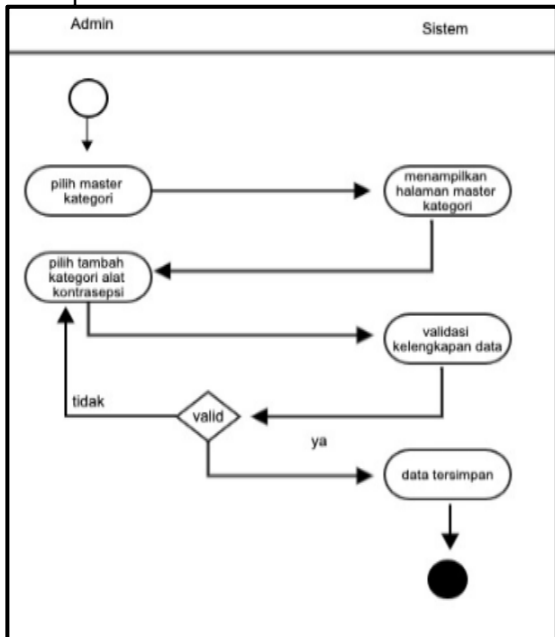 Admin
Sistem
pilih master
kategori
menampilkan
halaman master
kategori
pilih tambah
kategori alat
kontrasepsi
validasi
kelengkapan data
tidak
valid
ya
data tersimpan